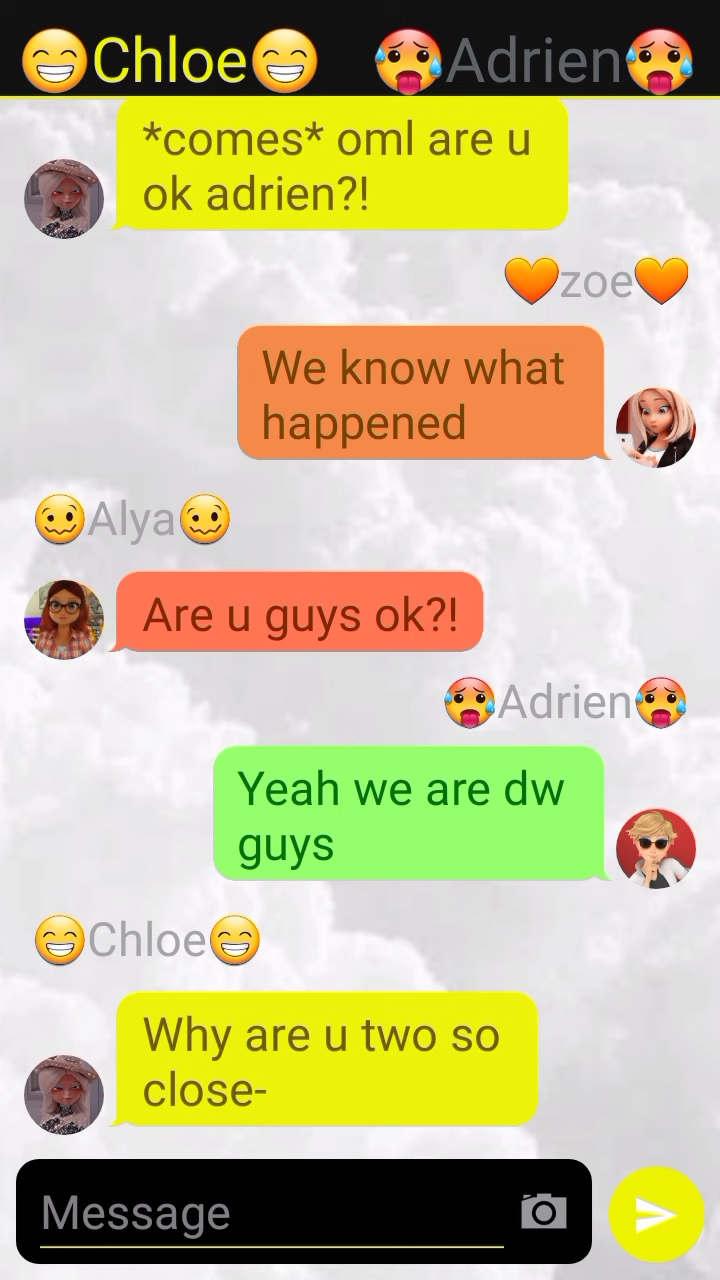 😁Chloe😁 🥵Adrien🥵
*comes* oml are u
ok adrien?!
🧡zoe🧡
We know what
happened
🥴Alya🥴
Are u guys ok?!
🥵Adrien🥵
Yeah we are dw
guys
😁Chloe😁
Why are u two so
close-
Message